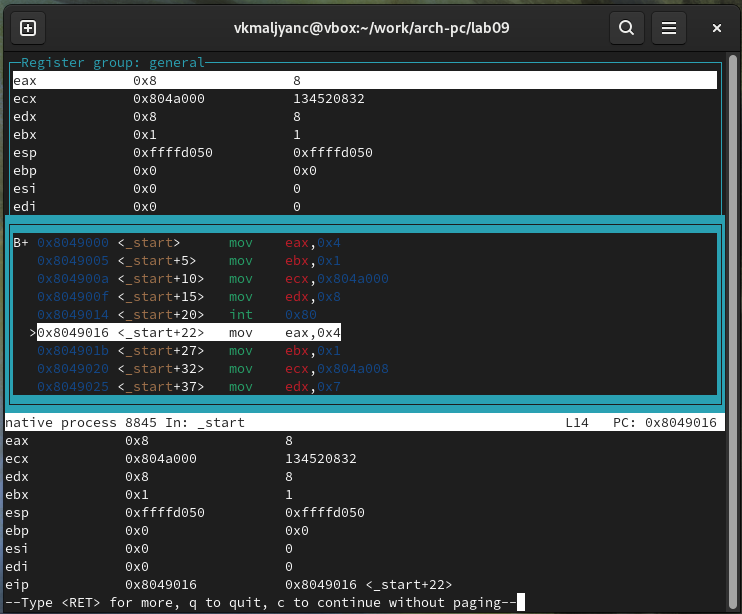 vkmaljyanc@vbox:~/work/arch-pc/lab09
Register group: general
eax 0x8 8
ecx 0x804a000 134520832
edx 0x8 8
ebx 0x1 1
esp 0xffffd050 0xffffd050
ebp 0x0 0x0
esi 0x0 0
edi 0x0 0
B+ 0x8049000 <_start> mov eax,0x4
0x8049005 <_start+5> mov ebx,0x1
0x804900a <_start+10> mov ecx,0x804a000
0x804900f <_start+15> mov edx,0x8
0x8049014 <_start+20> int 0x80
>0x8049016 <_start+22> mov eax,0x4
0x804901b <_start+27> mov ebx,0x1
0x8049020 <_start+32> mov ecx,0x804a008
0x8049025 <_start+37> mov edx,0x7
native process 8845 In: _start L14 PC: 0x8049016
eax 0x8 8
ecx 0x804a000 134520832
edx 0x8 8
ebx 0x1 1
esp 0xffffd050 0xffffd050
ebp 0x0 0x0
esi 0x0 0
edi 0x0 0
eip 0x8049016 0x8049016 <_start+22>
--Type <RET> for more, q to quit, c to continue without paging--